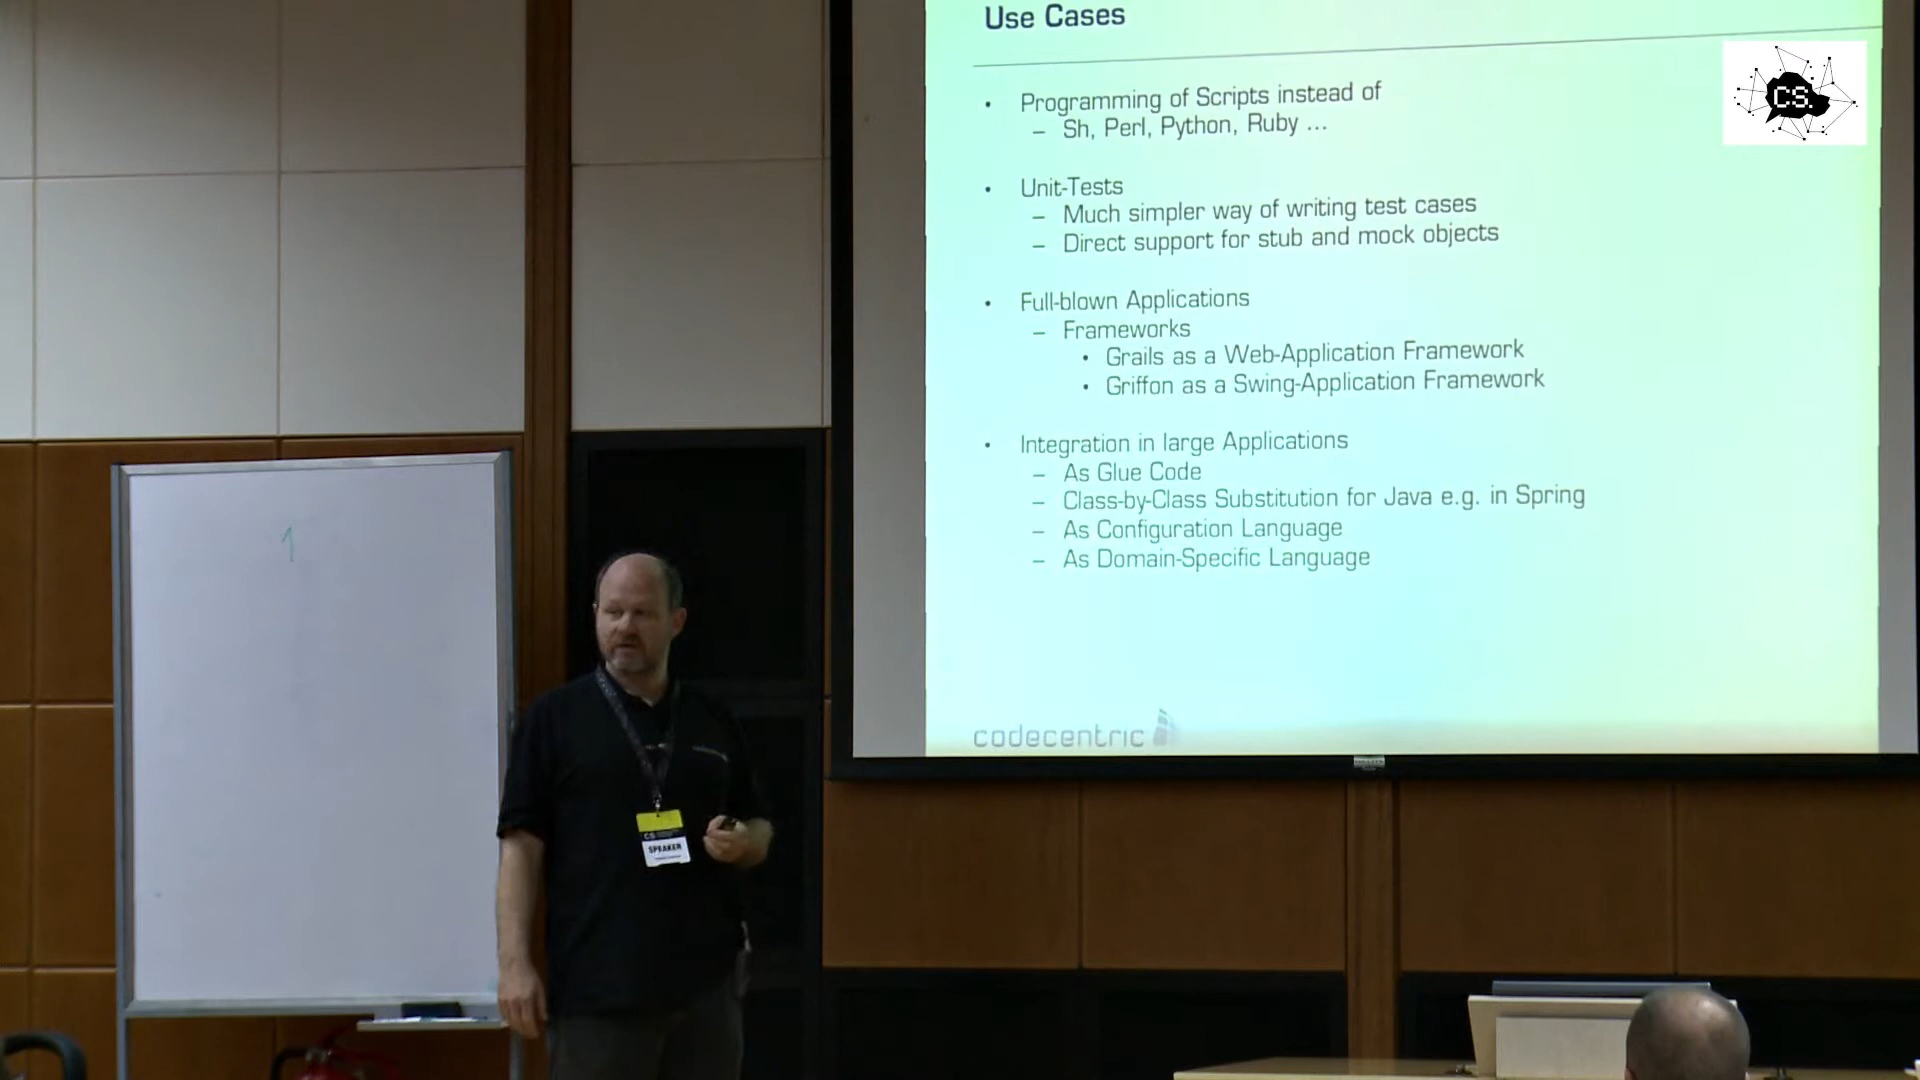 Use Cases
• Programming of Scripts instead of
– Sh, Perl, Python, Ruby ...
• Unit-Tests
– Much simpler way of writing test cases
– Direct support for stub and mock objects
• Full-blown Applications
– Frameworks
• Grails as a Web-Application Framework
• Griffon as a Swing-Application Framework
• Integration in large Applications
– As Glue Code
– Class-by-Class Substitution for Java e.g. in Spring
– As Configuration Language
– As Domain-Specific Language
codecentric
CS.
1
CS
SPEAKER